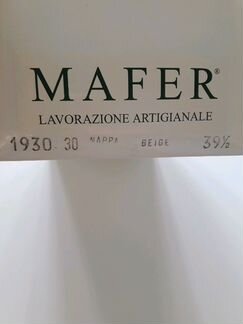 MAFER®
LAVORAZIONE ARTIGIANALE
1930 30 NAPPA BEIGE 39½